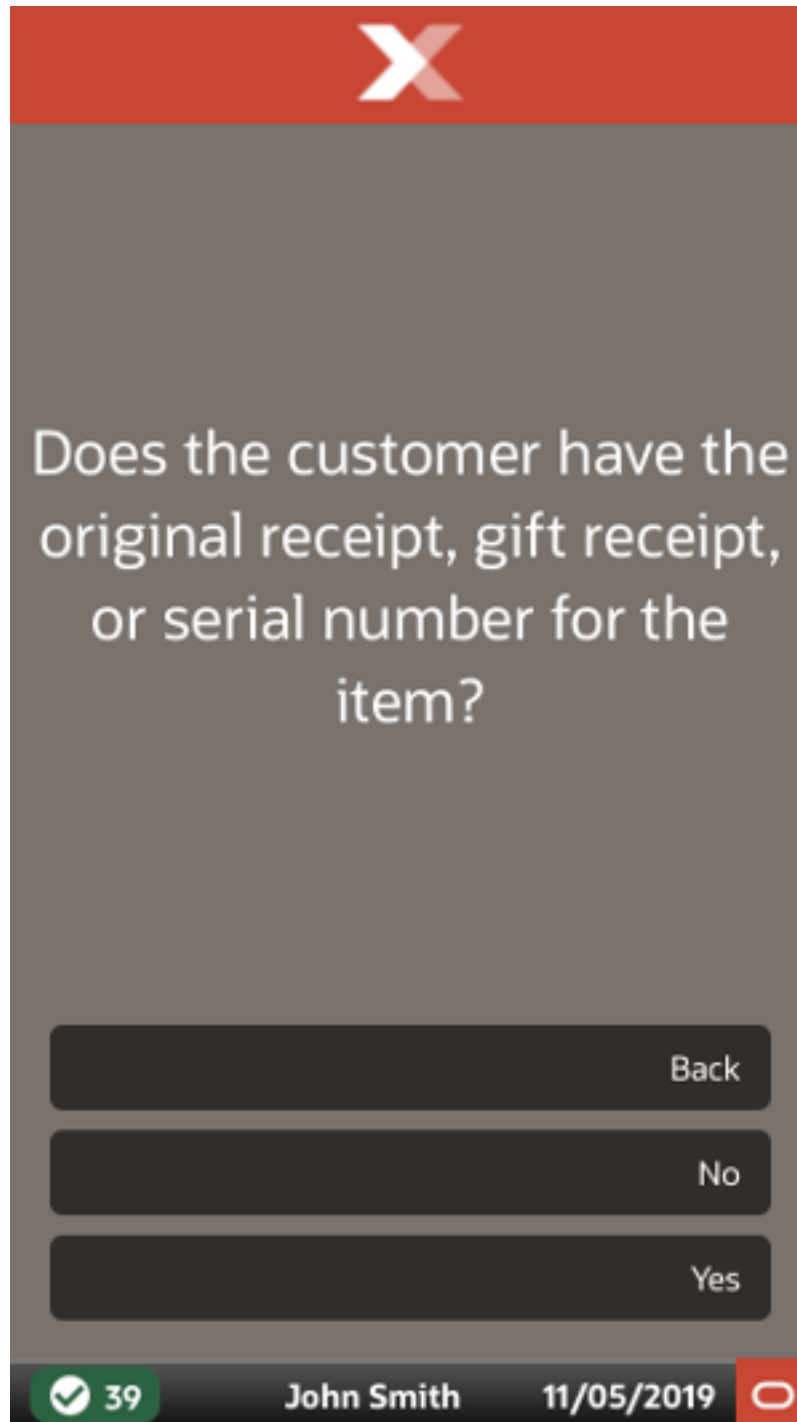 Does the customer have the
original receipt, gift receipt,
or serial number for the
item?
Back
No
Yes
39 John Smith 11/05/2019